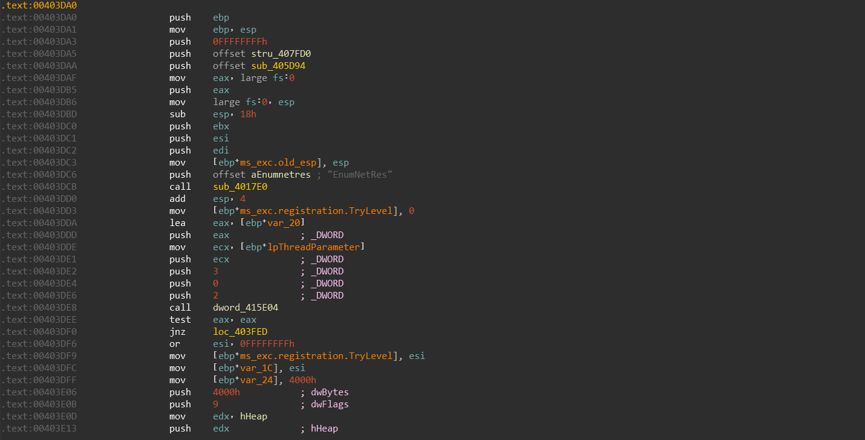 .text:00403DA0
.text:00403DA0 push ebp
.text:00403DA1 mov ebp, esp
.text:00403DA3 push 0FFFFFFFFh
.text:00403DA5 push offset stru_407FD0
.text:00403DAA push offset sub_405D94
.text:00403DAF mov eax, large fs:0
.text:00403DB5 push eax
.text:00403DB6 mov large fs:0, esp
.text:00403DBD sub esp, 18h
.text:00403DC0 push ebx
.text:00403DC1 push esi
.text:00403DC2 push edi
.text:00403DC3 mov [ebp+ms_exc.old_esp], esp
.text:00403DC6 push offset aEnumnetres ; "EnumNetRes"
.text:00403DCB call sub_4017E0
.text:00403DD0 add esp, 4
.text:00403DD3 mov [ebp+ms_exc.registration.TryLevel], 0
.text:00403DDA lea eax, [ebp+var_20]
.text:00403DDD push eax ; _DWORD
.text:00403DDE mov ecx, [ebp+lpThreadParameter]
.text:00403DE1 push ecx ; _DWORD
.text:00403DE2 push 3 ; _DWORD
.text:00403DE4 push 0 ; _DWORD
.text:00403DE6 push 2 ; _DWORD
.text:00403DE8 call dword_415E04
.text:00403DEE test eax, eax
.text:00403DF0 jnz loc_403FED
.text:00403DF6 or esi, 0FFFFFFFFh
.text:00403DF9 mov [ebp+ms_exc.registration.TryLevel], esi
.text:00403DFC mov [ebp+var_1C], esi
.text:00403DFF mov [ebp+var_24], 4000h
.text:00403E06 push 4000h ; dwBytes
.text:00403E0B push 9 ; dwFlags
.text:00403E0D mov edx, hHeap
.text:00403E13 push edx ; hHeap